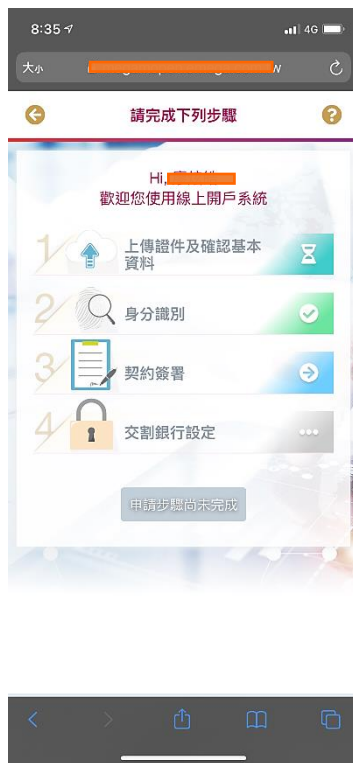 8:35
4G
大小
請完成下列步驟
?
Hi,
歡迎您使用線上開戶系統
1
上傳證件及確認基本
資料
2
身分識別
3
契約簽署
4
交割銀行設定
申請步驟尚未完成